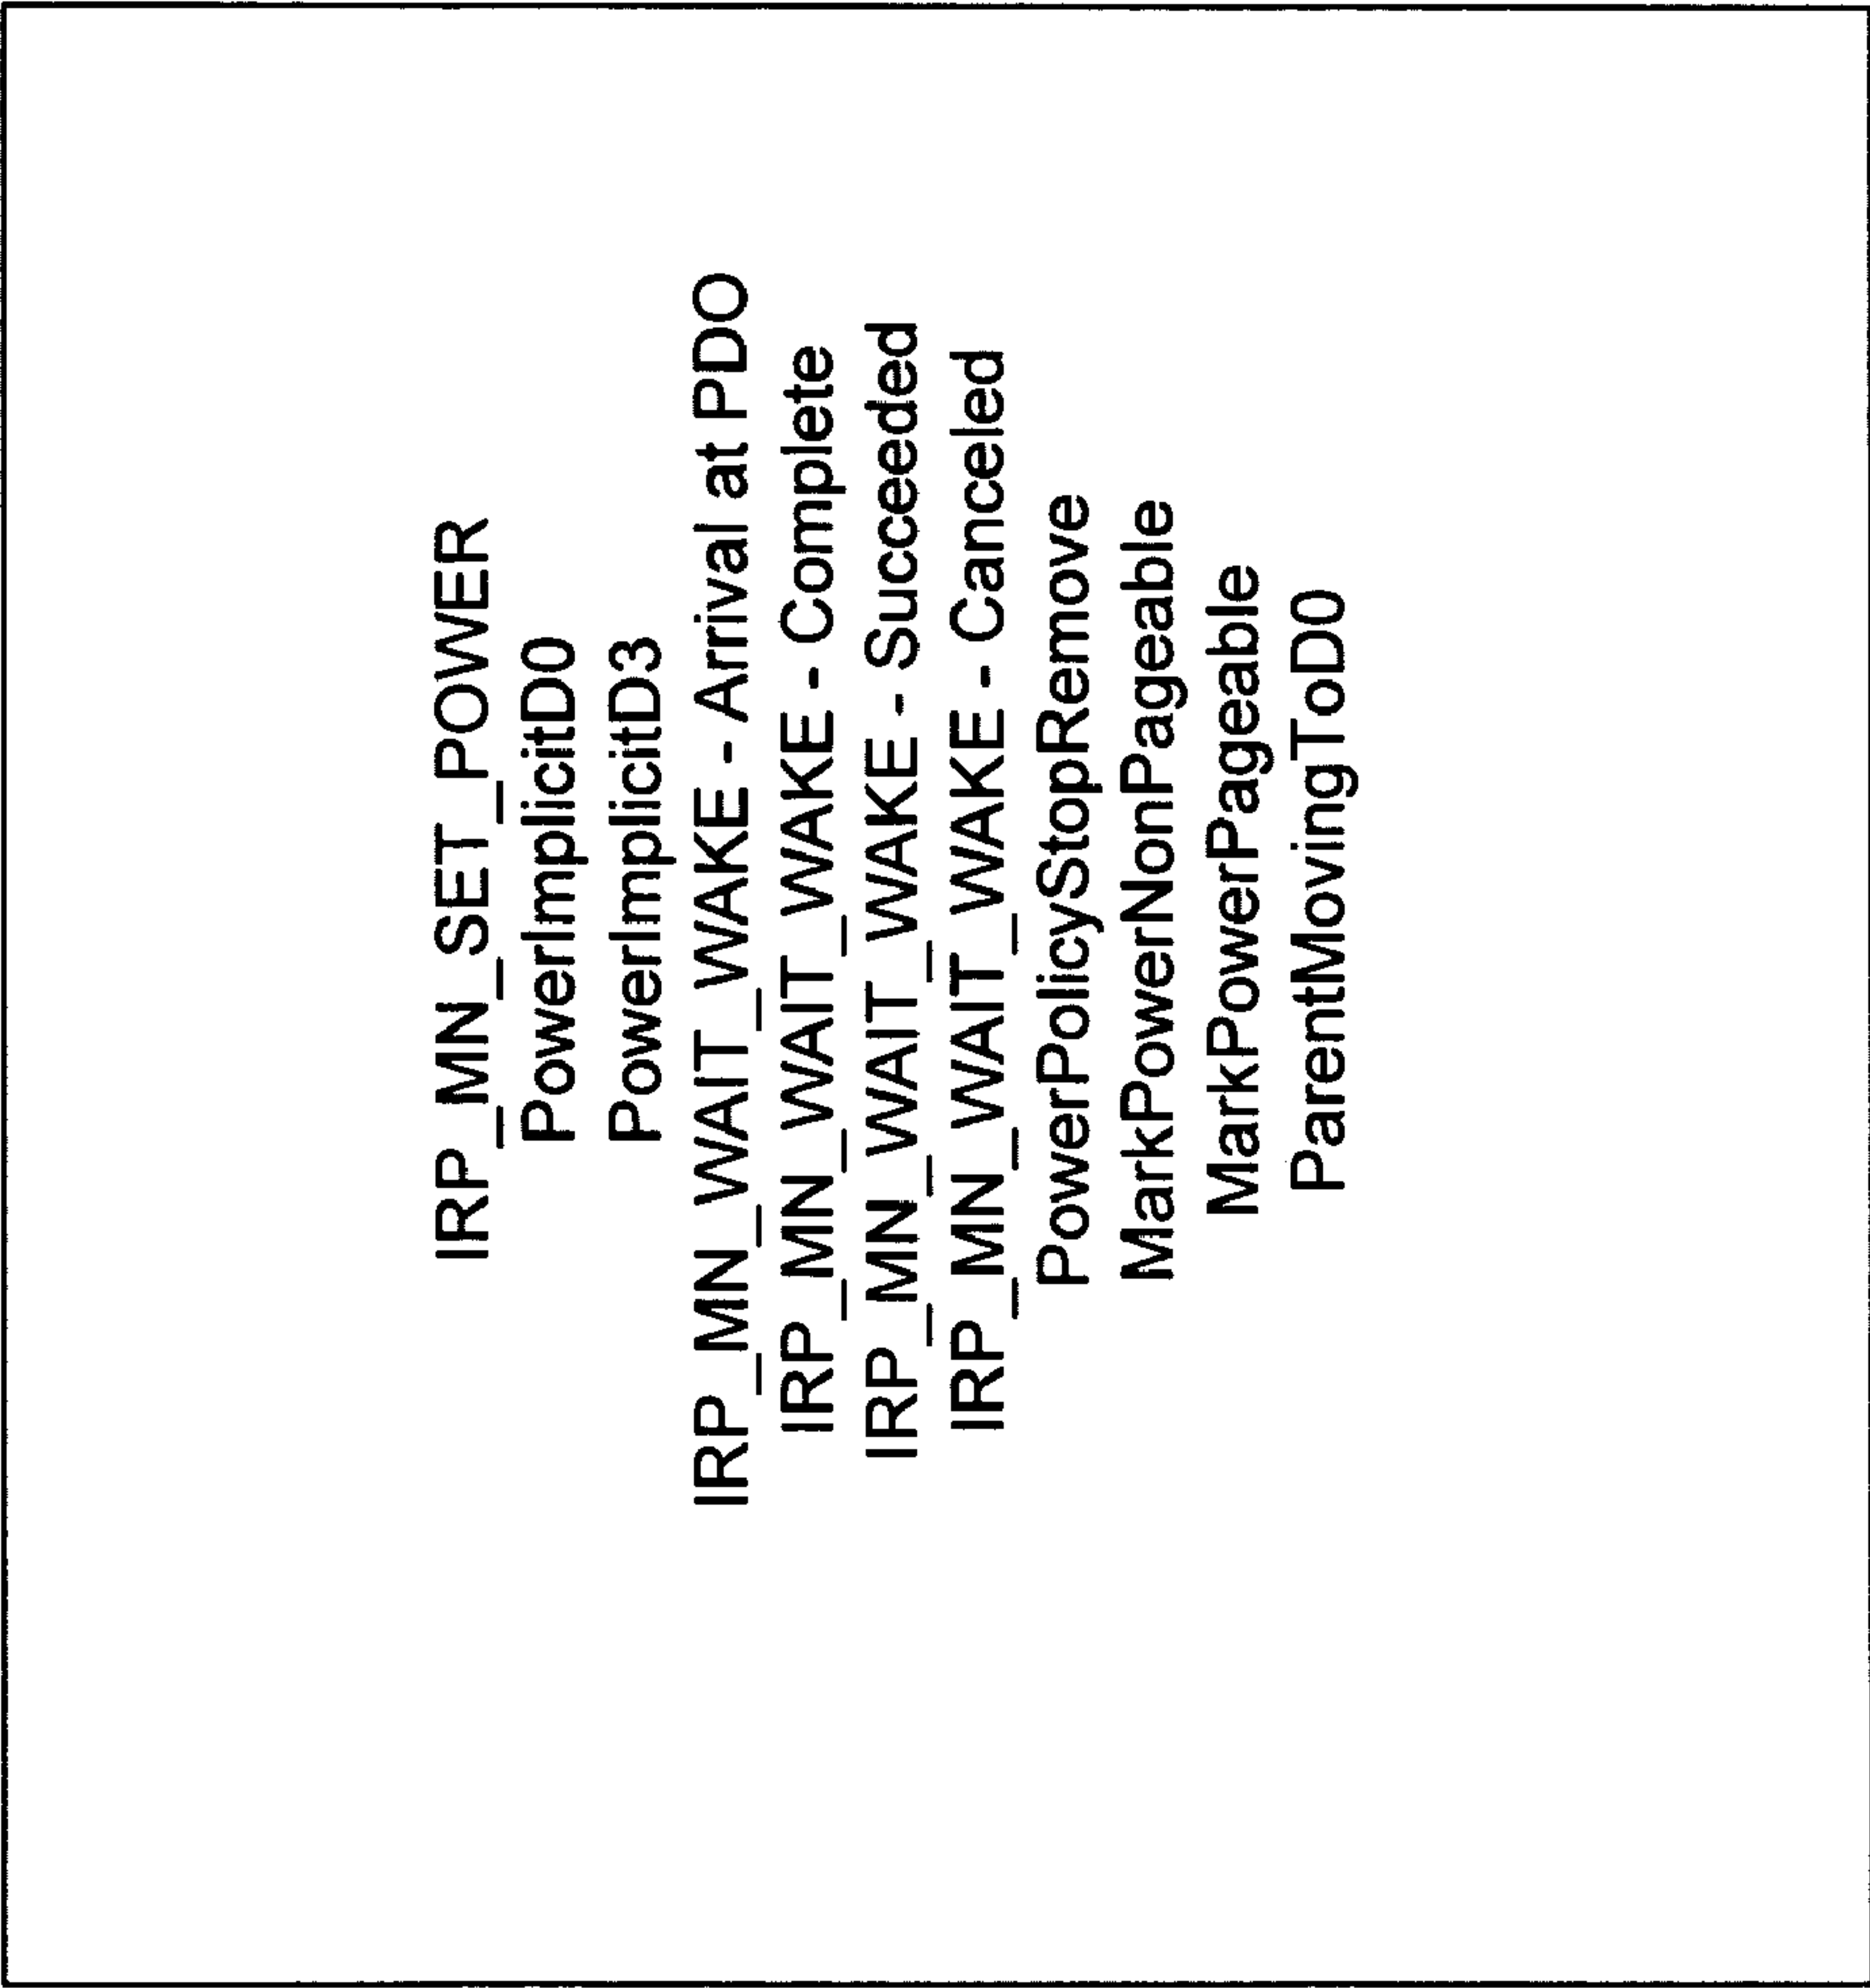 IRP_MN_SET_POWER
PowerImplicitD0
PowerImplicitD3
IRP_MN_WAIT_WAKE - Arrival at PDO
IRP_MN_WAIT_WAKE - Complete
IRP_MN_WAIT_WAKE - Succeeded
IRP_MN_WAIT_WAKE - Canceled
PowerPolicyStopRemove
MarkPowerNonPageable
MarkPowerPageable
ParentMovingToD0